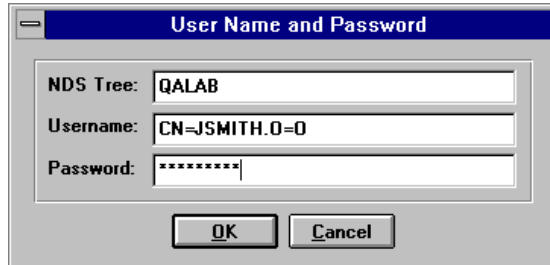 User Name and Password
NDS Tree: QALAB
Username: CN=JSMITH.O=O
Password: *********
OK Cancel